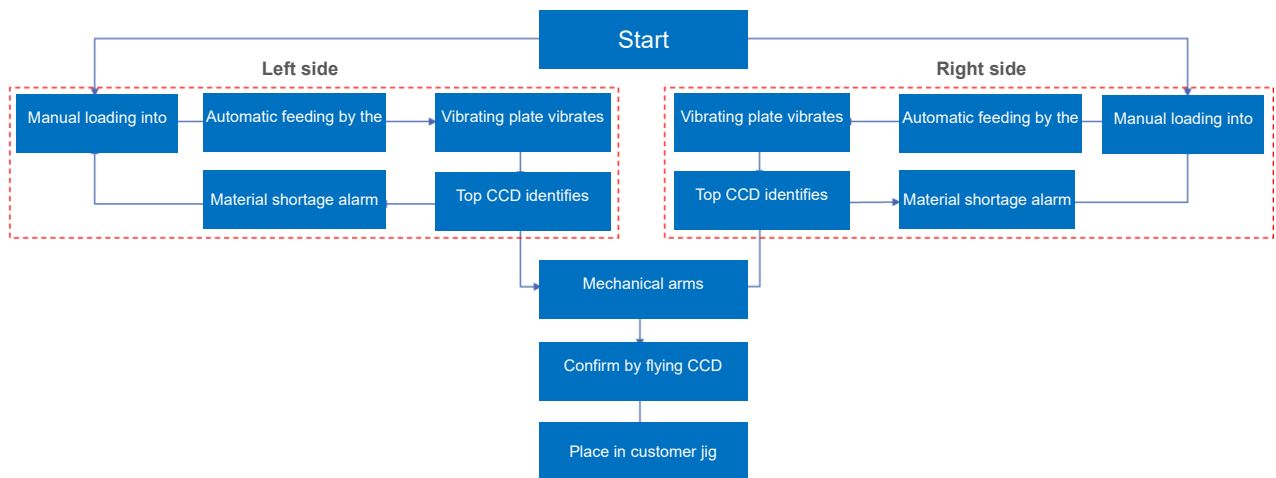 Start
Left side
Right side
Manual loading into
Automatic feeding by the
Vibrating plate vibrates
Vibrating plate vibrates
Automatic feeding by the
Manual loading into
Material shortage alarm
Top CCD identifies
Top CCD identifies
Material shortage alarm
Mechanical arms
Confirm by flying CCD
Place in customer jig